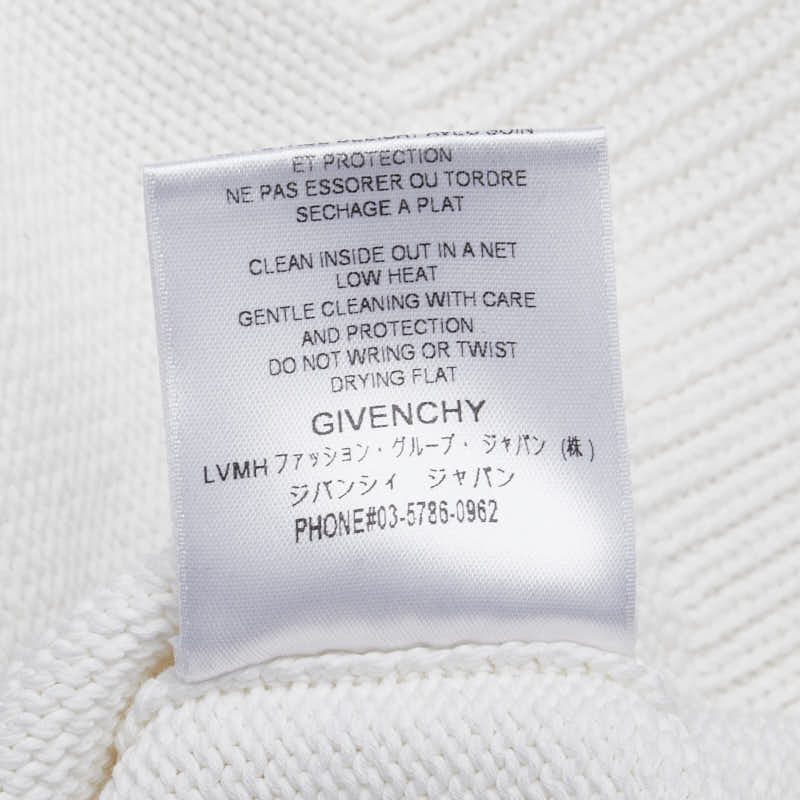 DELICAT AVEC SOIN
ET PROTECTION
NE PAS ESSORER OU TORDRE
SECHAGE A PLAT
CLEAN INSIDE OUT IN A NET
LOW HEAT
GENTLE CLEANING WITH CARE
AND PROTECTION
DO NOT WRING OR TWIST
DRYING FLAT
GIVENCHY
LVMH ファッション・グループ・ジャパン (株)
ジバンシィ ジャパン
PHONE#03-5786-0962